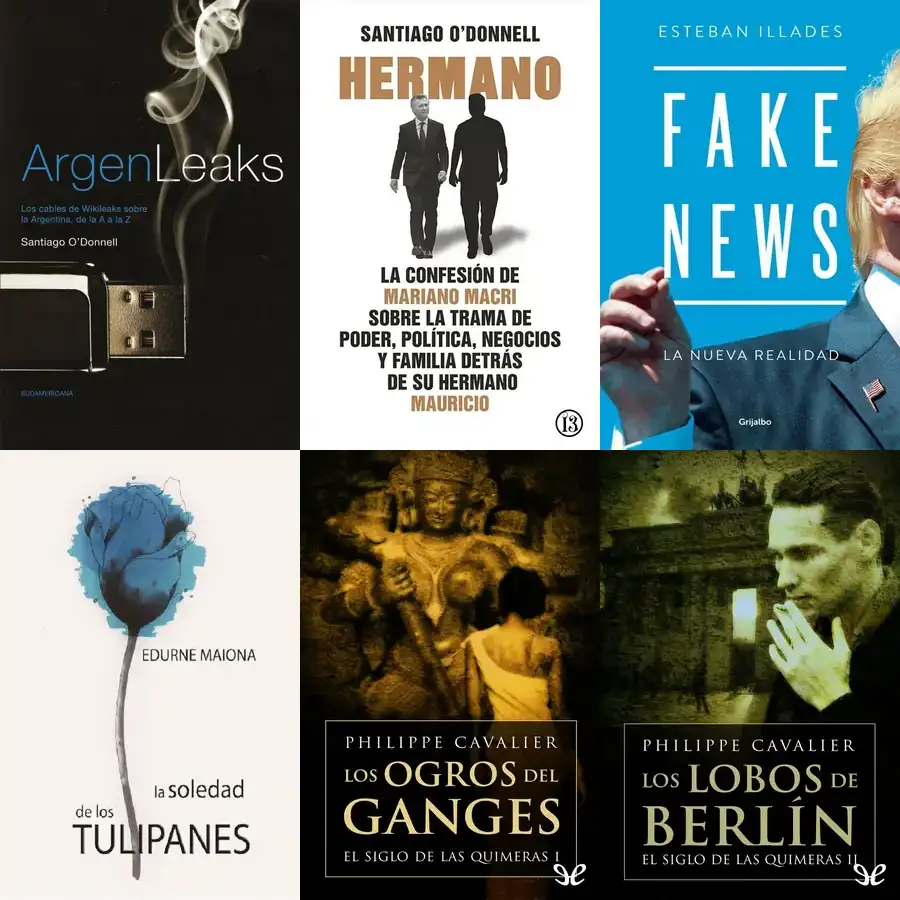 ArgenLeaks
Los cables de Wikileaks sobre
la Argentina, de la A a la Z
Santiago O'Donnell
SUDAMERICANA
SANTIAGO O'DONNELL
HERMANO
LA CONFESIÓN DE
MARIANO MACRI
SOBRE LA TRAMA DE
PODER, POLÍTICA, NEGOCIOS
Y FAMILIA DETRÁS
DE SU HERMANO
MAURICIO
13
ESTEBAN ILLADES
FAKE
NEWS
LA NUEVA REALIDAD
Grijalbo
EDURNE MAIONA
la soledad
de los
TULIPANES
PHILIPPE CAVALIER
LOS OGROS DEL
GANGES
EL SIGLO DE LAS QUIMERAS I
PHILIPPE CAVALIER
LOS LOBOS DE
BERLÍN
EL SIGLO DE LAS QUIMERAS II